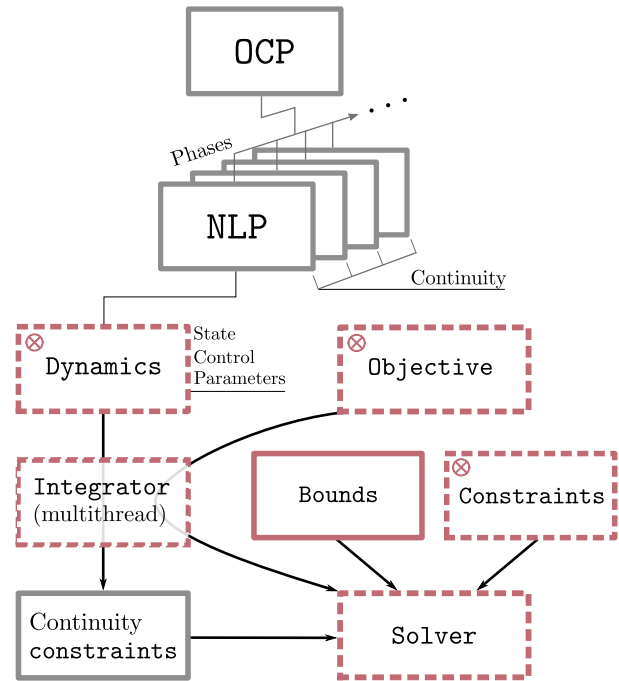 OCP
Phases
NLP
Continuity
State
Control
Parameters
Dynamics
Objective
Integrator
(multithread)
Bounds
Constraints
Continuity
constraints
Solver